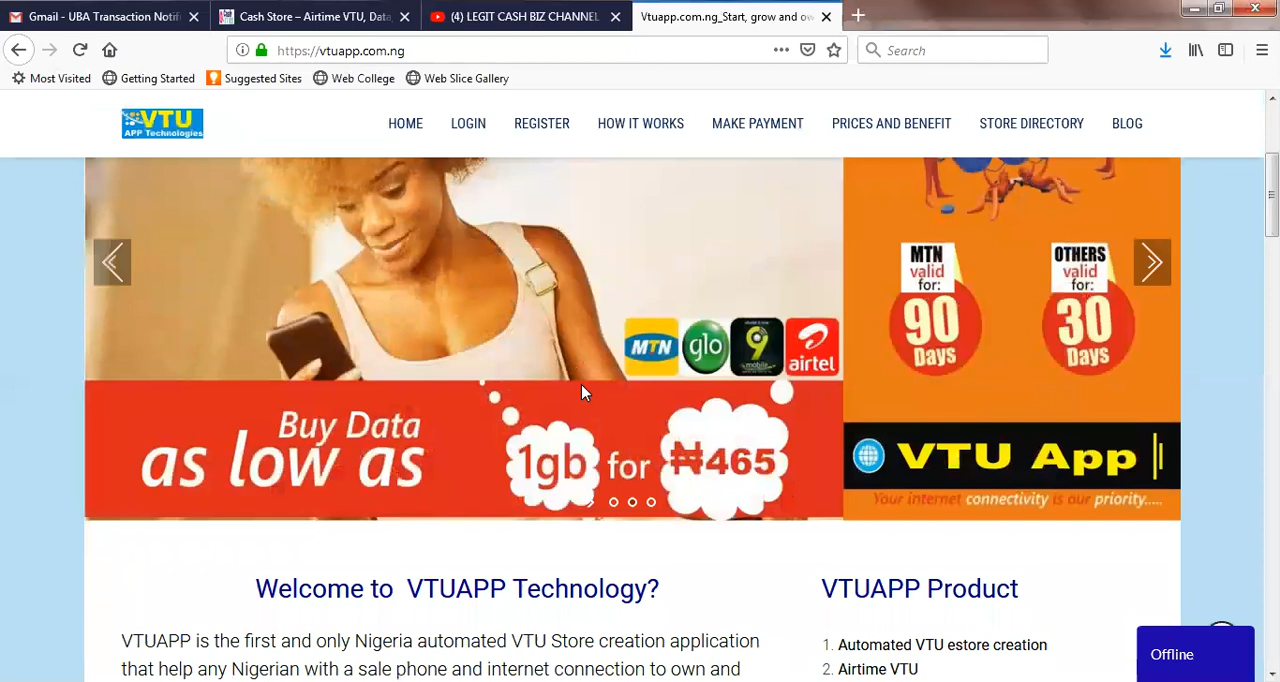 Gmail - UBA Transaction Notifi
Cash Store – Airtime VTU, Data,
(4) LEGIT CASH BIZ CHANNEL
Vtuapp.com.ng_Start, grow and ow
https://vtuapp.com.ng
Search
Most Visited
Getting Started
Suggested Sites
Web College
Web Slice Gallery
VTU
APP Technologies
HOME
LOGIN
REGISTER
HOW IT WORKS
MAKE PAYMENT
PRICES AND BENEFIT
STORE DIRECTORY
BLOG
MTN
valid
for:
90
Days
OTHERS
valid
for:
30
Days
MTN
glo
9
mobile
airtel
Buy Data
as low as
1gb for ₦465
VTU App
Your internet connectivity is our priority.....
Welcome to VTUAPP Technology?
VTUAPP is the first and only Nigeria automated VTU Store creation application
that help any Nigerian with a sale phone and internet connection to own and
VTUAPP Product
1. Automated VTU estore creation
2. Airtime VTU
Offline